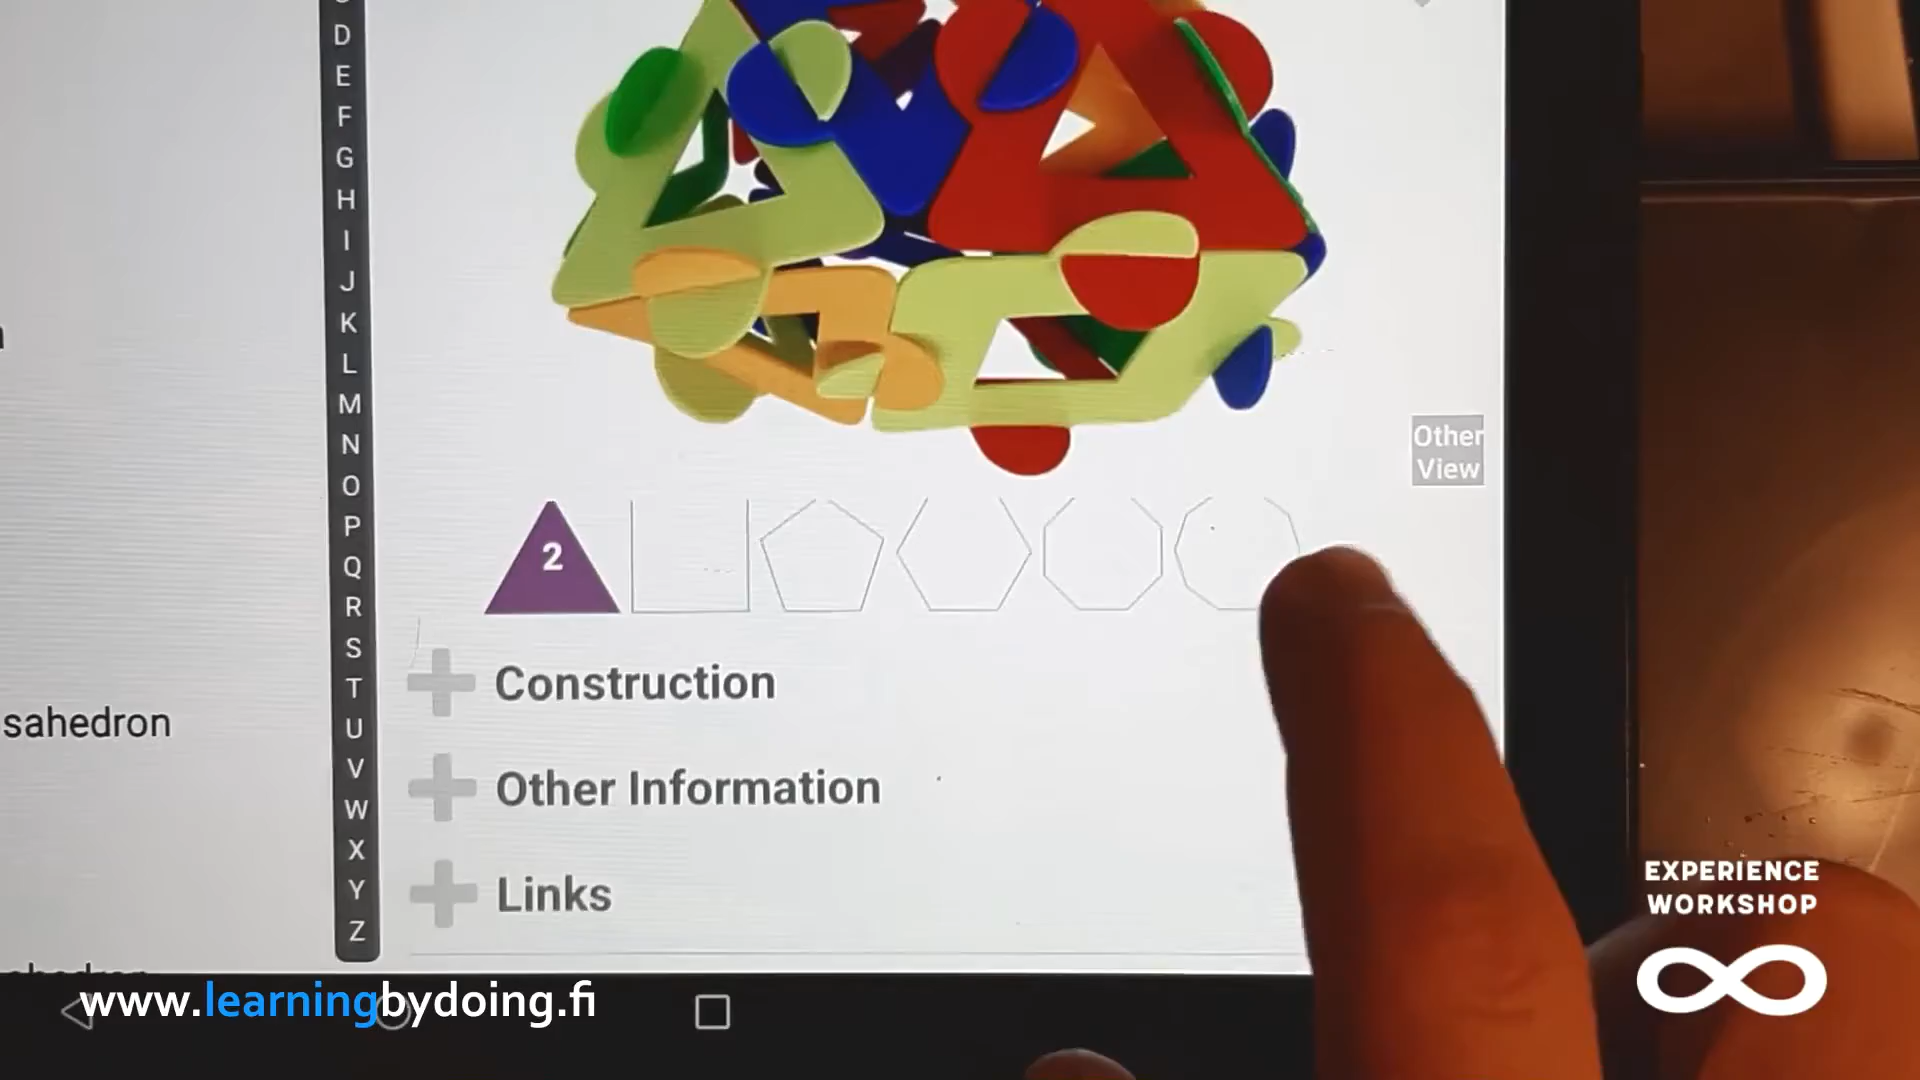 D
E
F
G
H
I
J
K
L
M
N
O
P
Q
R
S
T
U
V
W
X
Y
Z
sahedron
Other
View
2
Construction
Other Information
Links
EXPERIENCE
WORKSHOP
www.learningbydoing.fi